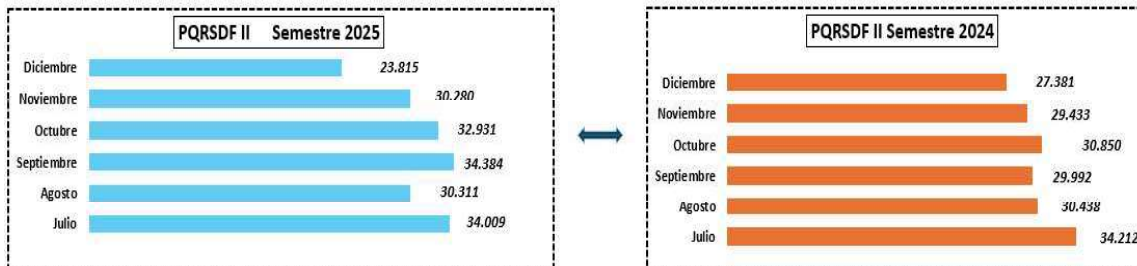 PQRSDF II Semestre 2025
Diciembre 23.815
Noviembre 30.280
Octubre 32.931
Septiembre 34.384
Agosto 30.311
Julio 34.009
PQRSDF II Semestre 2024
Diciembre 27.381
Noviembre 29.433
Octubre 30.850
Septiembre 29.992
Agosto 30.438
Julio 34.212